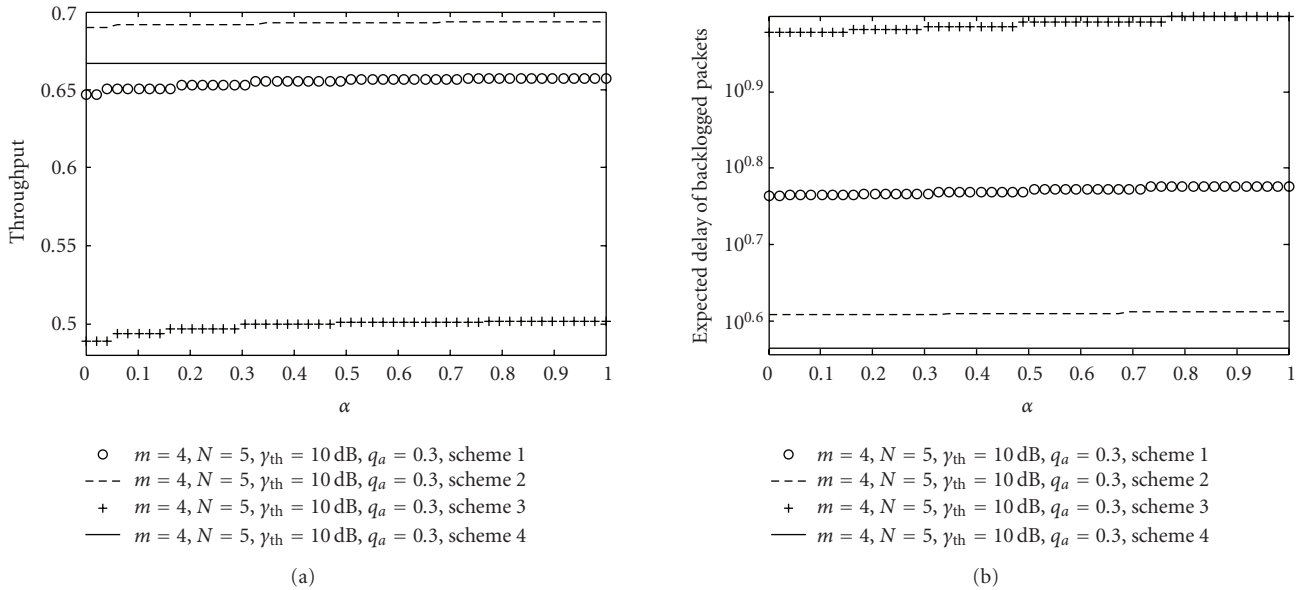 Throughput
0.7
0.65
0.6
0.55
0.5
0 0.1 0.2 0.3 0.4 0.5 0.6 0.7 0.8 0.9 1
α
m = 4, N = 5, γth = 10 dB, qa = 0.3, scheme 1
m = 4, N = 5, γth = 10 dB, qa = 0.3, scheme 2
m = 4, N = 5, γth = 10 dB, qa = 0.3, scheme 3
m = 4, N = 5, γth = 10 dB, qa = 0.3, scheme 4
(a)
Expected delay of backlogged packets
10^0.9
10^0.8
10^0.7
10^0.6
0 0.1 0.2 0.3 0.4 0.5 0.6 0.7 0.8 0.9 1
α
m = 4, N = 5, γth = 10 dB, qa = 0.3, scheme 1
m = 4, N = 5, γth = 10 dB, qa = 0.3, scheme 2
m = 4, N = 5, γth = 10 dB, qa = 0.3, scheme 3
m = 4, N = 5, γth = 10 dB, qa = 0.3, scheme 4
(b)